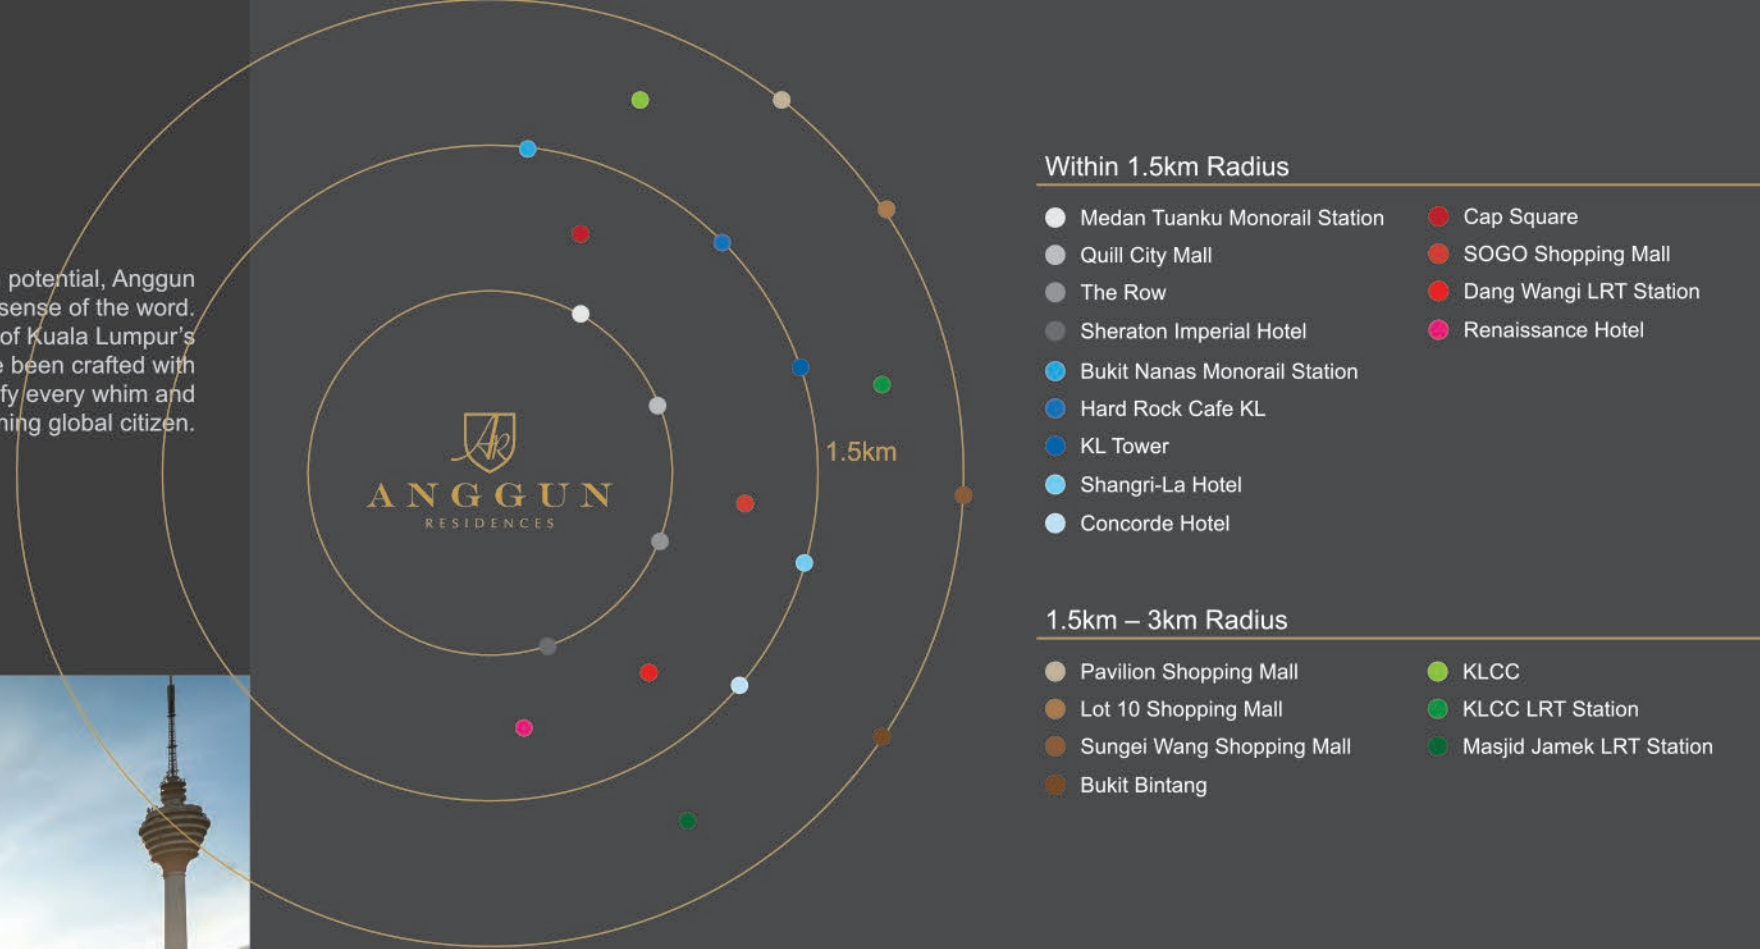 potential, Anggun
sense of the word.
of Kuala Lumpur's
been crafted with
every whim and
global citizen.
AR
ANGGUN
RESIDENCES
1.5km
Within 1.5km Radius
Medan Tuanku Monorail Station
Quill City Mall
The Row
Sheraton Imperial Hotel
Bukit Nanas Monorail Station
Hard Rock Cafe KL
KL Tower
Shangri-La Hotel
Concorde Hotel
Cap Square
SOGO Shopping Mall
Dang Wangi LRT Station
Renaissance Hotel
1.5km – 3km Radius
Pavilion Shopping Mall
Lot 10 Shopping Mall
Sungei Wang Shopping Mall
Bukit Bintang
KLCC
KLCC LRT Station
Masjid Jamek LRT Station